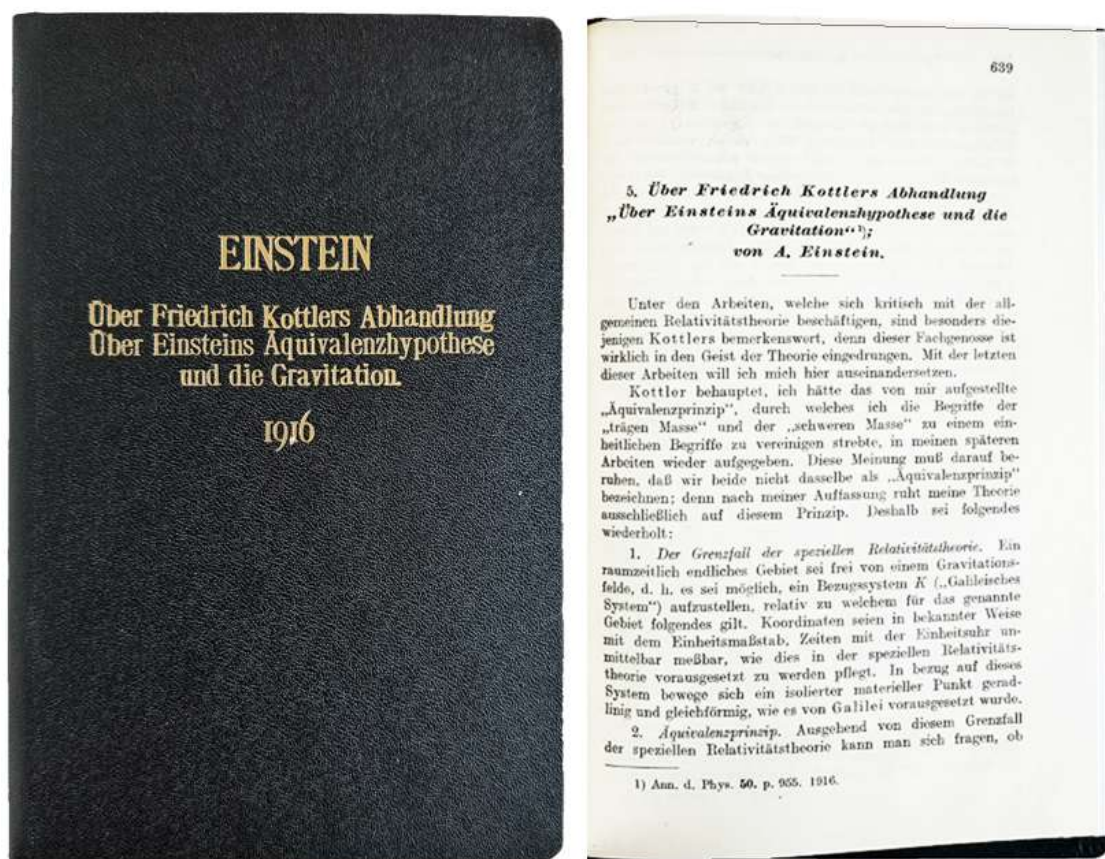 EINSTEIN
Über Friedrich Kottlers Abhandlung
Über Einsteins Äquivalenzhypothese
und die Gravitation.
1916
639
5. Über Friedrich Kottlers Abhandlung
„Über Einsteins Äquivalenzhypothese und die
Gravitation“¹);
von A. Einstein.
Unter den Arbeiten, welche sich kritisch mit der all-
gemeinen Relativitätstheorie beschäftigen, sind besonders die-
jenigen Kottlers bemerkenswert, denn dieser Fachgenosse ist
wirklich in den Geist der Theorie eingedrungen. Mit der letzten
dieser Arbeiten will ich mich hier auseinandersetzen.
Kottler behauptet, ich hätte das von mir aufgestellte
„Äquivalenzprinzip“, durch welches ich die Begriffe der
„trägen Masse“ und der „schweren Masse“ zu einem ein-
heitlichen Begriffe zu vereinigen strebte, in meinen späteren
Arbeiten wieder aufgegeben. Diese Meinung muß darauf be-
ruhen, daß wir beide nicht dasselbe als „Äquivalenzprinzip“
bezeichnen; denn nach meiner Auffassung ruht meine Theorie
ausschließlich auf diesem Prinzip. Deshalb sei folgendes
wiederholt:
1. Der Grenzfall der speziellen Relativitätstheorie. Ein
raumzeitlich endliches Gebiet sei frei von einem Gravitations-
felde, d. h. es sei möglich, ein Bezugssystem K („Galileisches
System“) aufzustellen, relativ zu welchem für das genannte
Gebiet folgendes gilt. Koordinaten seien in bekannter Weise
mit dem Einheitsmaßstab, Zeiten mit der Einheitsuhr un-
mittelbar meßbar, wie dies in der speziellen Relativitäts-
theorie vorausgesetzt zu werden pflegt. In bezug auf dieses
System bewege sich ein isolierter materieller Punkt gerad-
linig und gleichförmig, wie es von Galilei vorausgesetzt wurde.
2. Äquivalenzprinzip. Ausgehend von diesem Grenzfall
der speziellen Relativitätstheorie kann man sich fragen, ob
1) Ann. d. Phys. 50. p. 955. 1916.